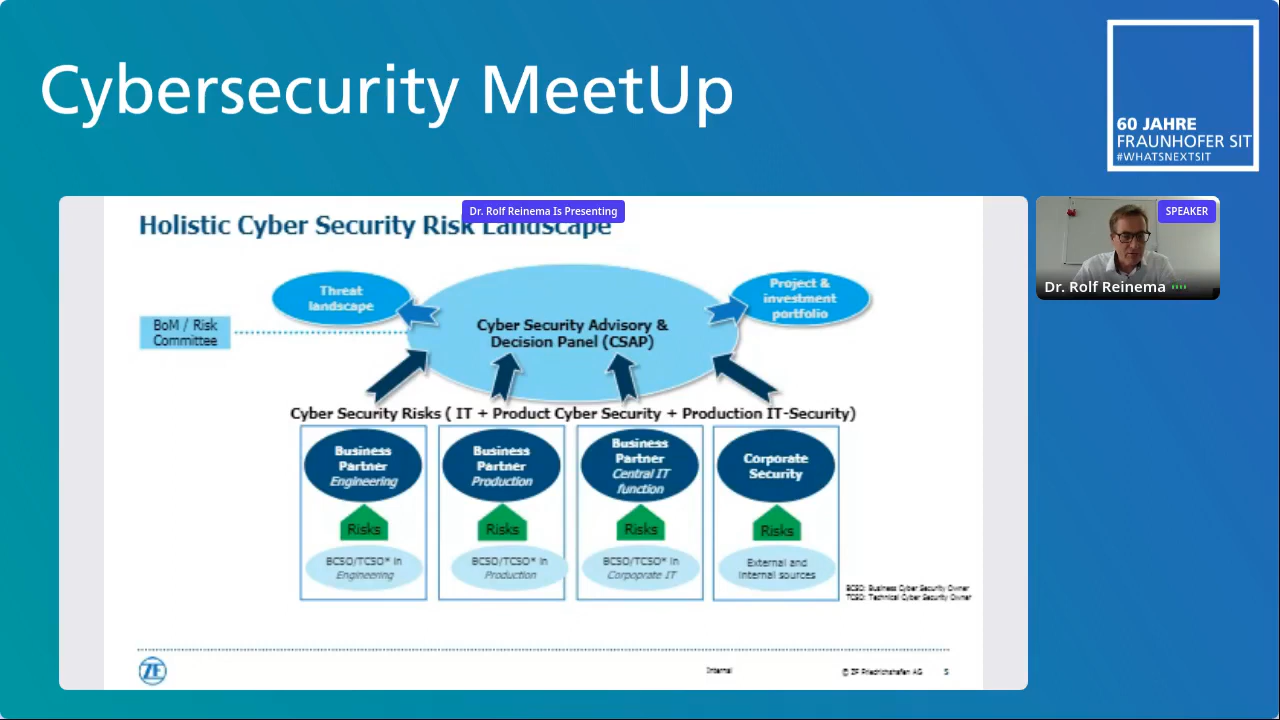 Cybersecurity MeetUp
60 JAHRE
FRAUNHOFER SIT
#WHATSNEXTSIT
Dr. Rolf Reinema Is Presenting
Holistic Cyber Security Risk Landscape
SPEAKER
Dr. Rolf Reinema
Threat
landscape
Project &
investment
portfolio
BoM / Risk
Committee
Cyber Security Advisory &
Decision Panel (CSAP)
Cyber Security Risks ( IT + Product Cyber Security + Production IT-Security)
Business
Partner
Engineering
Risks
BCSO/TCSO* in
Engineering
Business
Partner
Production
Risks
BCSO/TCSO* in
Production
Business
Partner
Central IT
function
Risks
BCSO/TCSO* in
Corpoprate IT
Corporate
Security
Risks
External and
internal sources
BCSO: Business Cyber Security Owner
TCSO: Technical Cyber Security Owner
ZF
Internal
© ZF Friedrichshafen AG
5